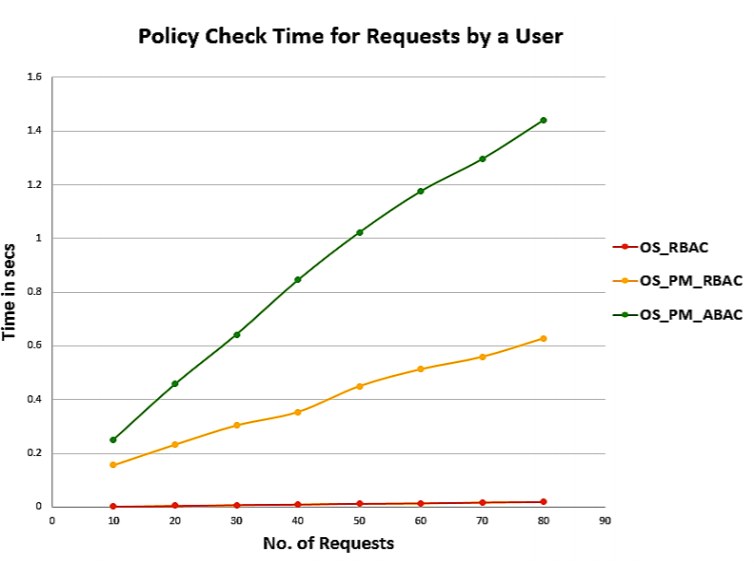 Policy Check Time for Requests by a User
1.6
1.4
1.2
1
0.8
0.6
0.4
0.2
0
0 10 20 30 40 50 60 70 80 90
Time in secs
No. of Requests
OS_RBAC
OS_PM_RBAC
OS_PM_ABAC